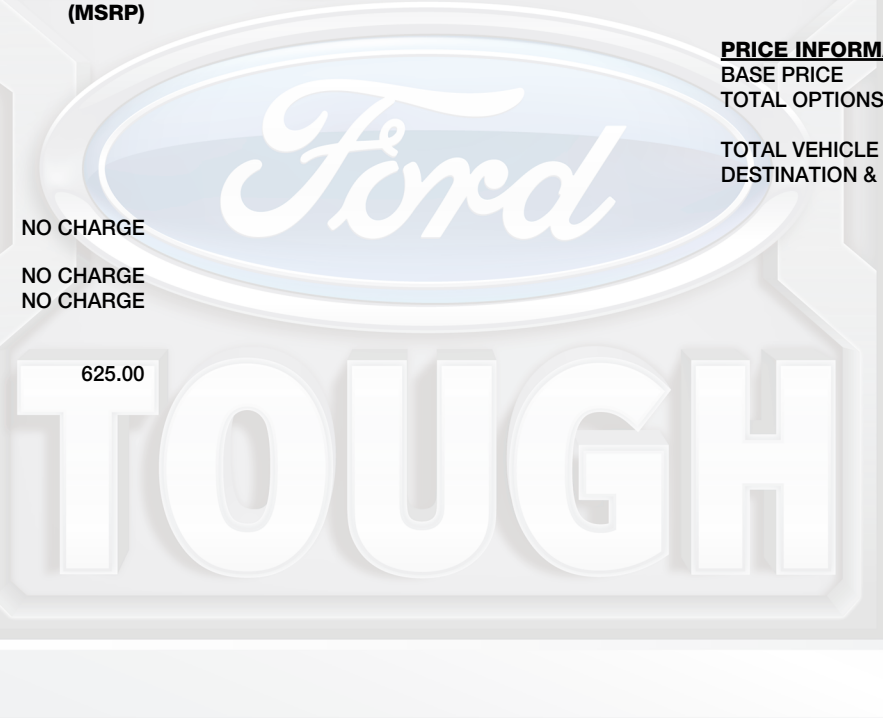 (MSRP)
NO CHARGE
NO CHARGE
NO CHARGE
625.00
PRICE INFORMA
BASE PRICE
TOTAL OPTIONS
TOTAL VEHICLE
DESTINATION &
Ford
TOUGH